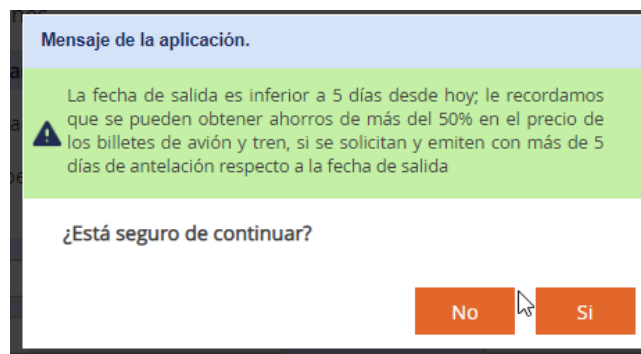 Mensaje de la aplicación.
La fecha de salida es inferior a 5 días desde hoy; le recordamos
que se pueden obtener ahorros de más del 50% en el precio de
los billetes de avión y tren, si se solicitan y emiten con más de 5
días de antelación respecto a la fecha de salida
¿Está seguro de continuar?
No
Si